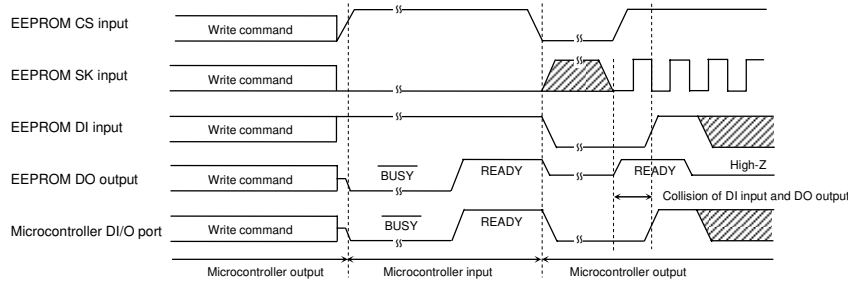 EEPROM CS input
Write command
EEPROM SK input
Write command
EEPROM DI input
Write command
EEPROM DO output
Write command
BUSY
READY
READY
High-Z
Collision of DI input and DO output
Microcontroller DI/O port
Write command
BUSY
READY
Microcontroller output
Microcontroller input
Microcontroller output